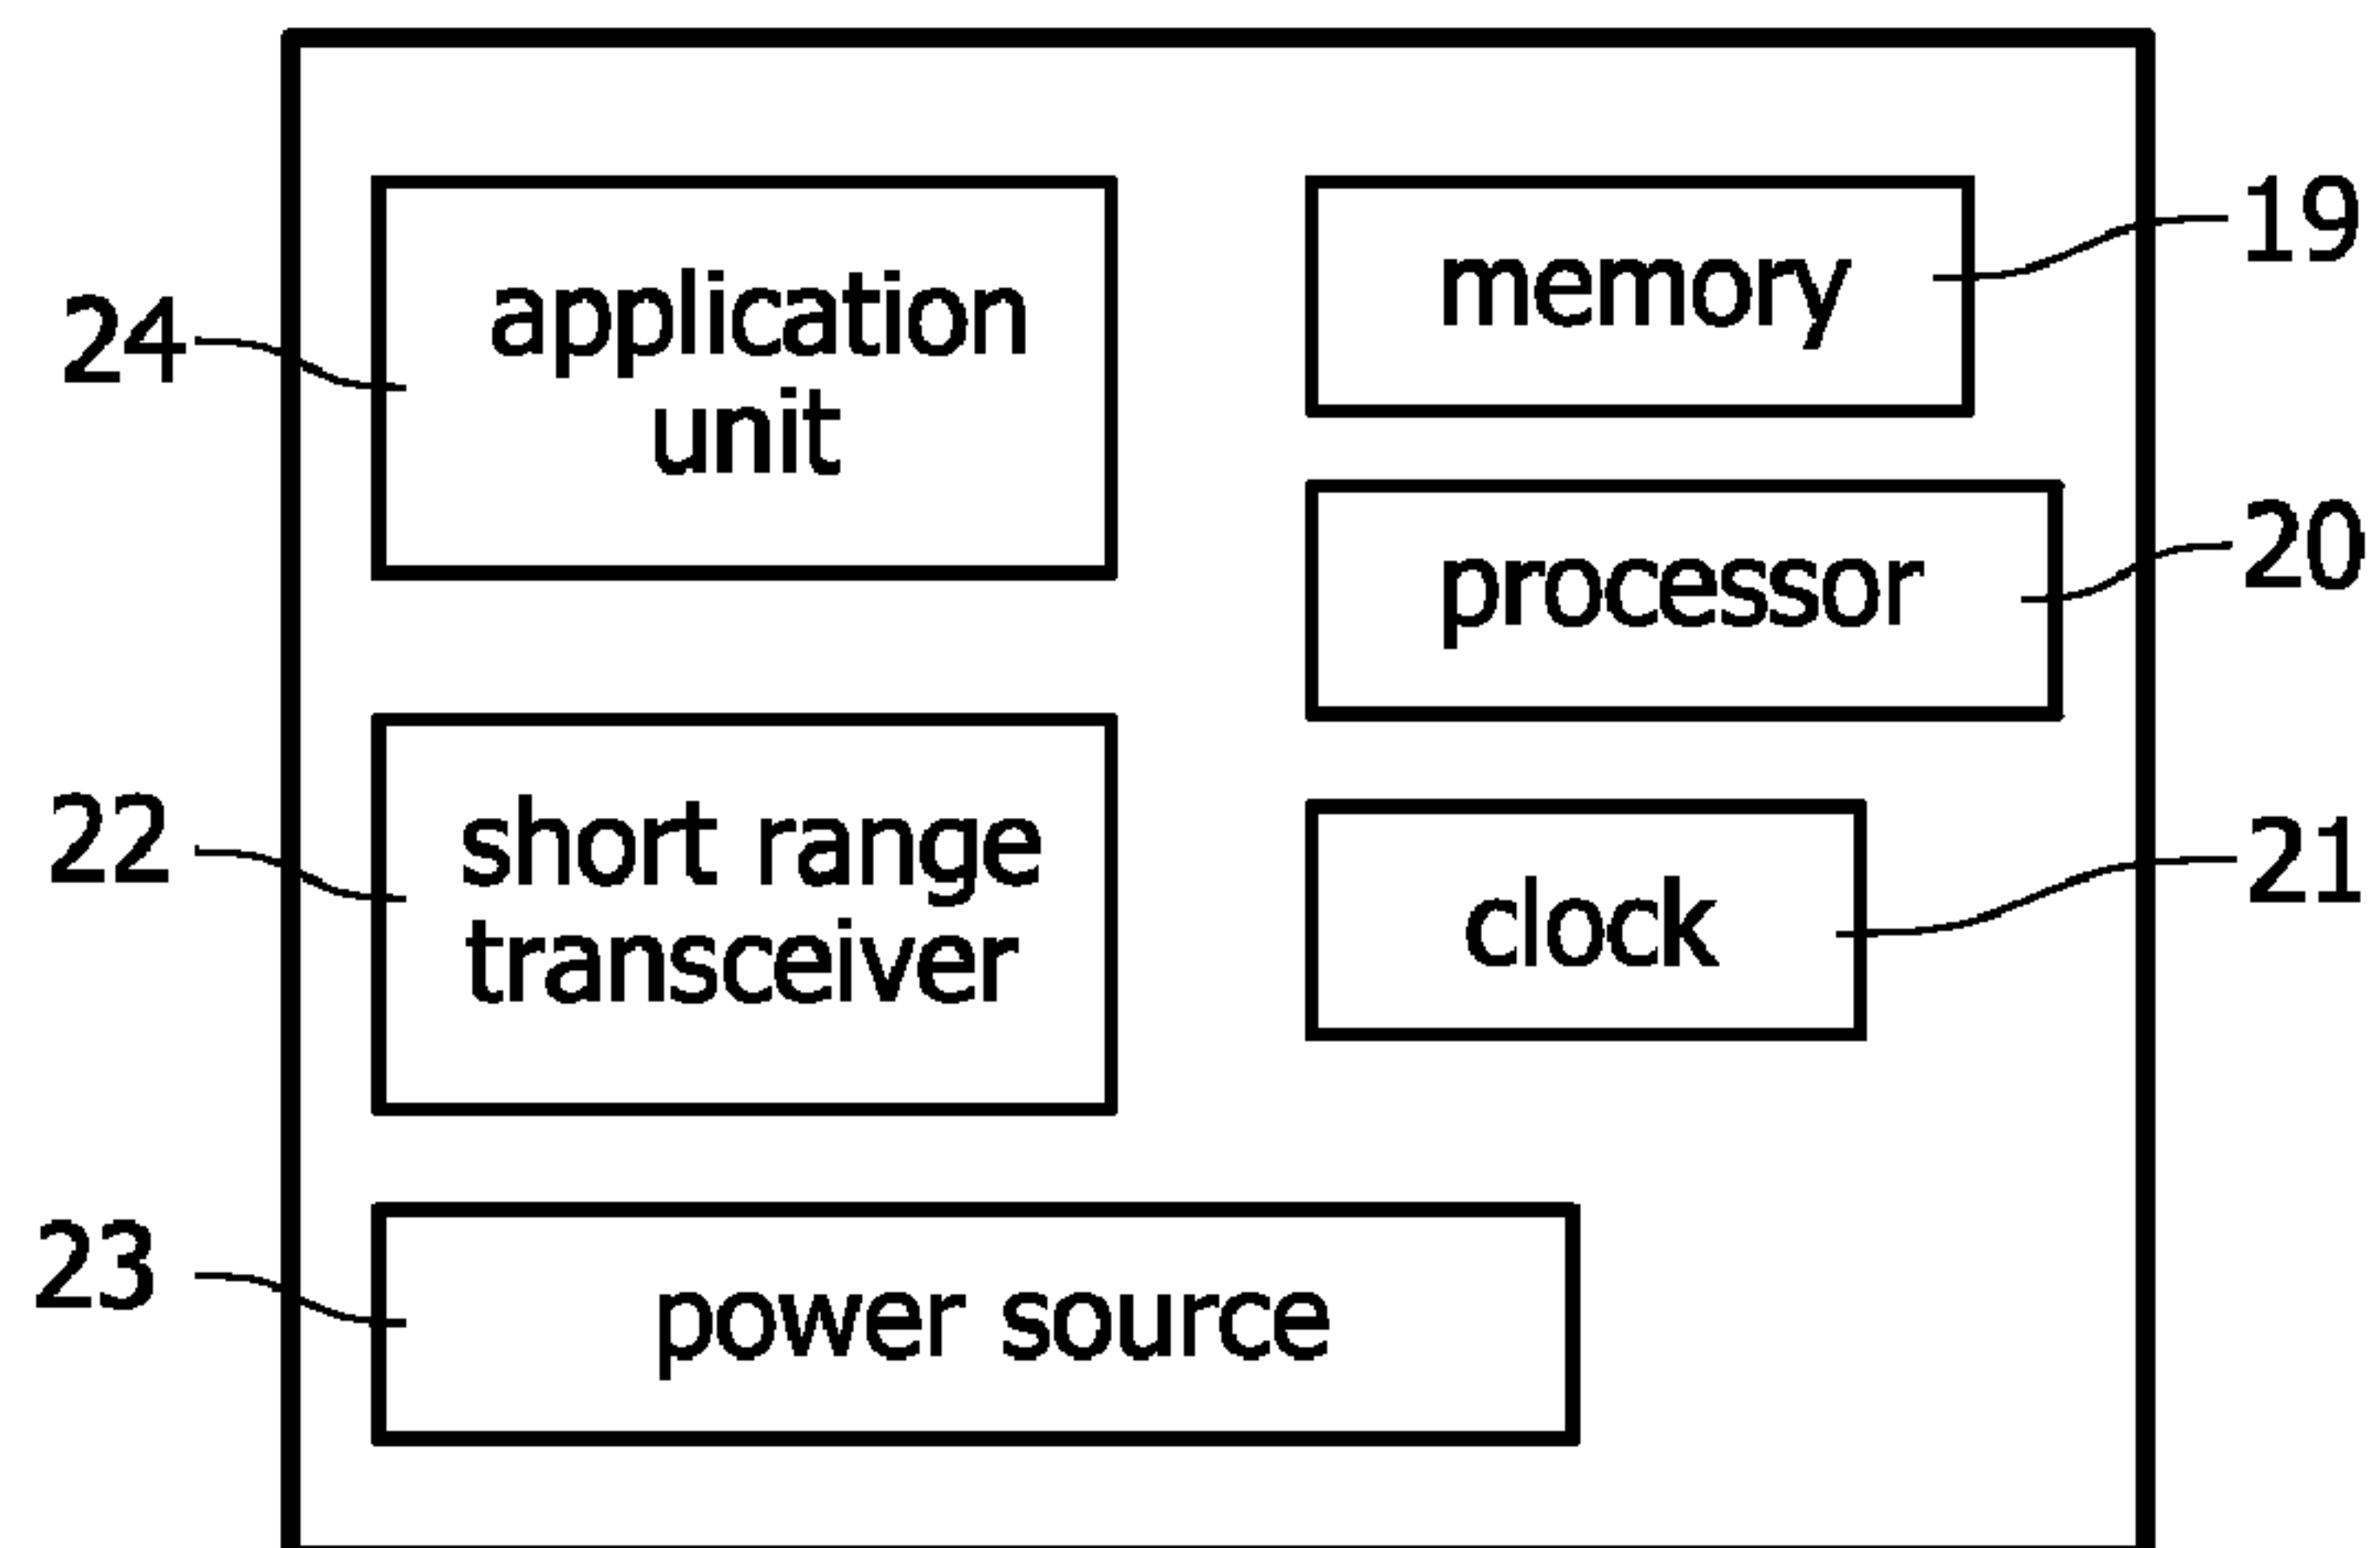 24
application
unit
memory
19
processor
20
22
short range
transceiver
clock
21
23
power source